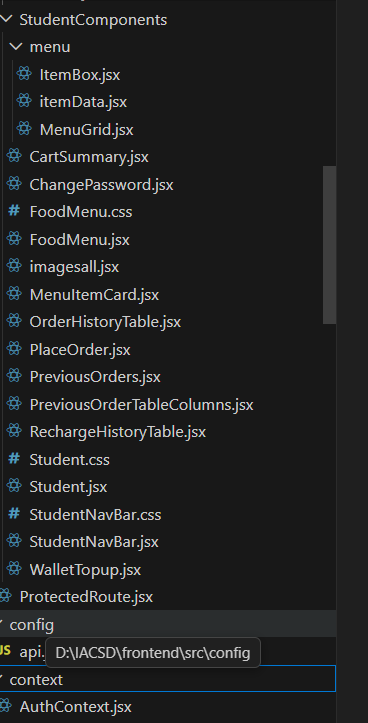 StudentComponents
menu
ItemBox.jsx
itemData.jsx
MenuGrid.jsx
CartSummary.jsx
ChangePassword.jsx
# FoodMenu.css
FoodMenu.jsx
imagesall.jsx
MenuItemCard.jsx
OrderHistoryTable.jsx
PlaceOrder.jsx
PreviousOrders.jsx
PreviousOrderTableColumns.jsx
RechargeHistoryTable.jsx
# Student.css
Student.jsx
# StudentNavBar.css
StudentNavBar.jsx
WalletTopup.jsx
ProtectedRoute.jsx
config
JS api.
D:\IACSD\frontend\src\config
context
AuthContext.jsx